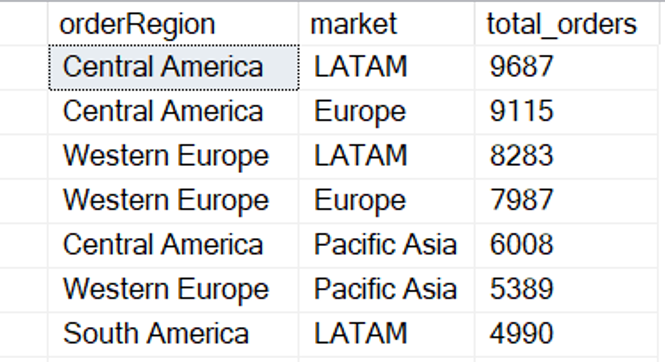 orderRegion market total_orders
Central America LATAM 9687
Central America Europe 9115
Western Europe LATAM 8283
Western Europe Europe 7987
Central America Pacific Asia 6008
Western Europe Pacific Asia 5389
South America LATAM 4990